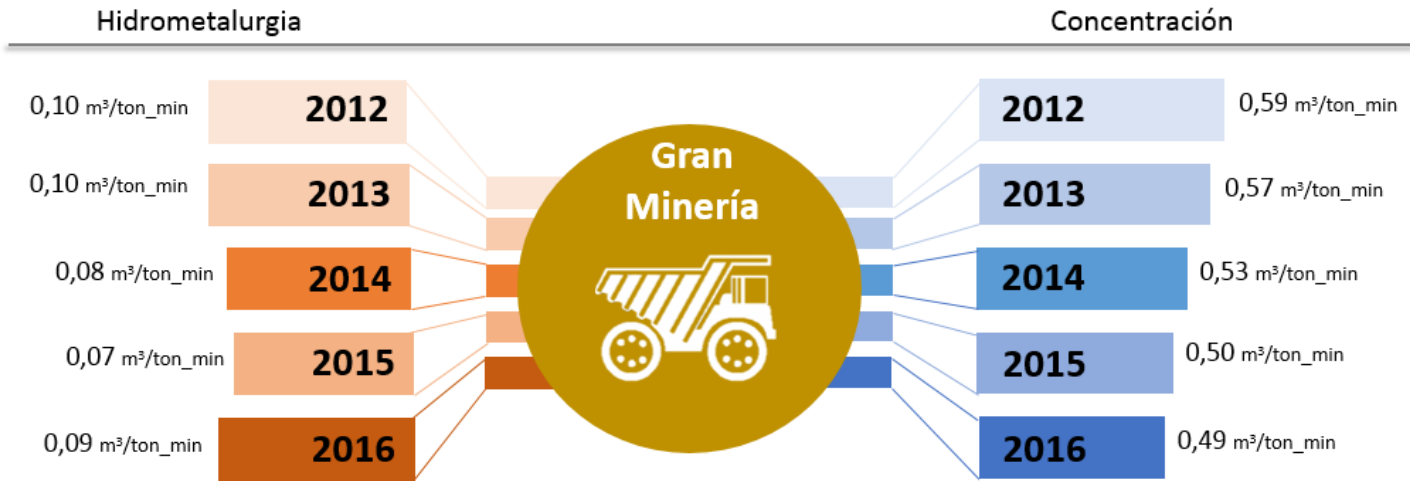 Hidrometalurgia
Concentración
0,10 m³/ton_min
2012
0,10 m³/ton_min
2013
0,08 m³/ton_min
2014
0,07 m³/ton_min
2015
0,09 m³/ton_min
2016
Gran
Minería
2012
0,59 m³/ton_min
2013
0,57 m³/ton_min
2014
0,53 m³/ton_min
2015
0,50 m³/ton_min
2016
0,49 m³/ton_min